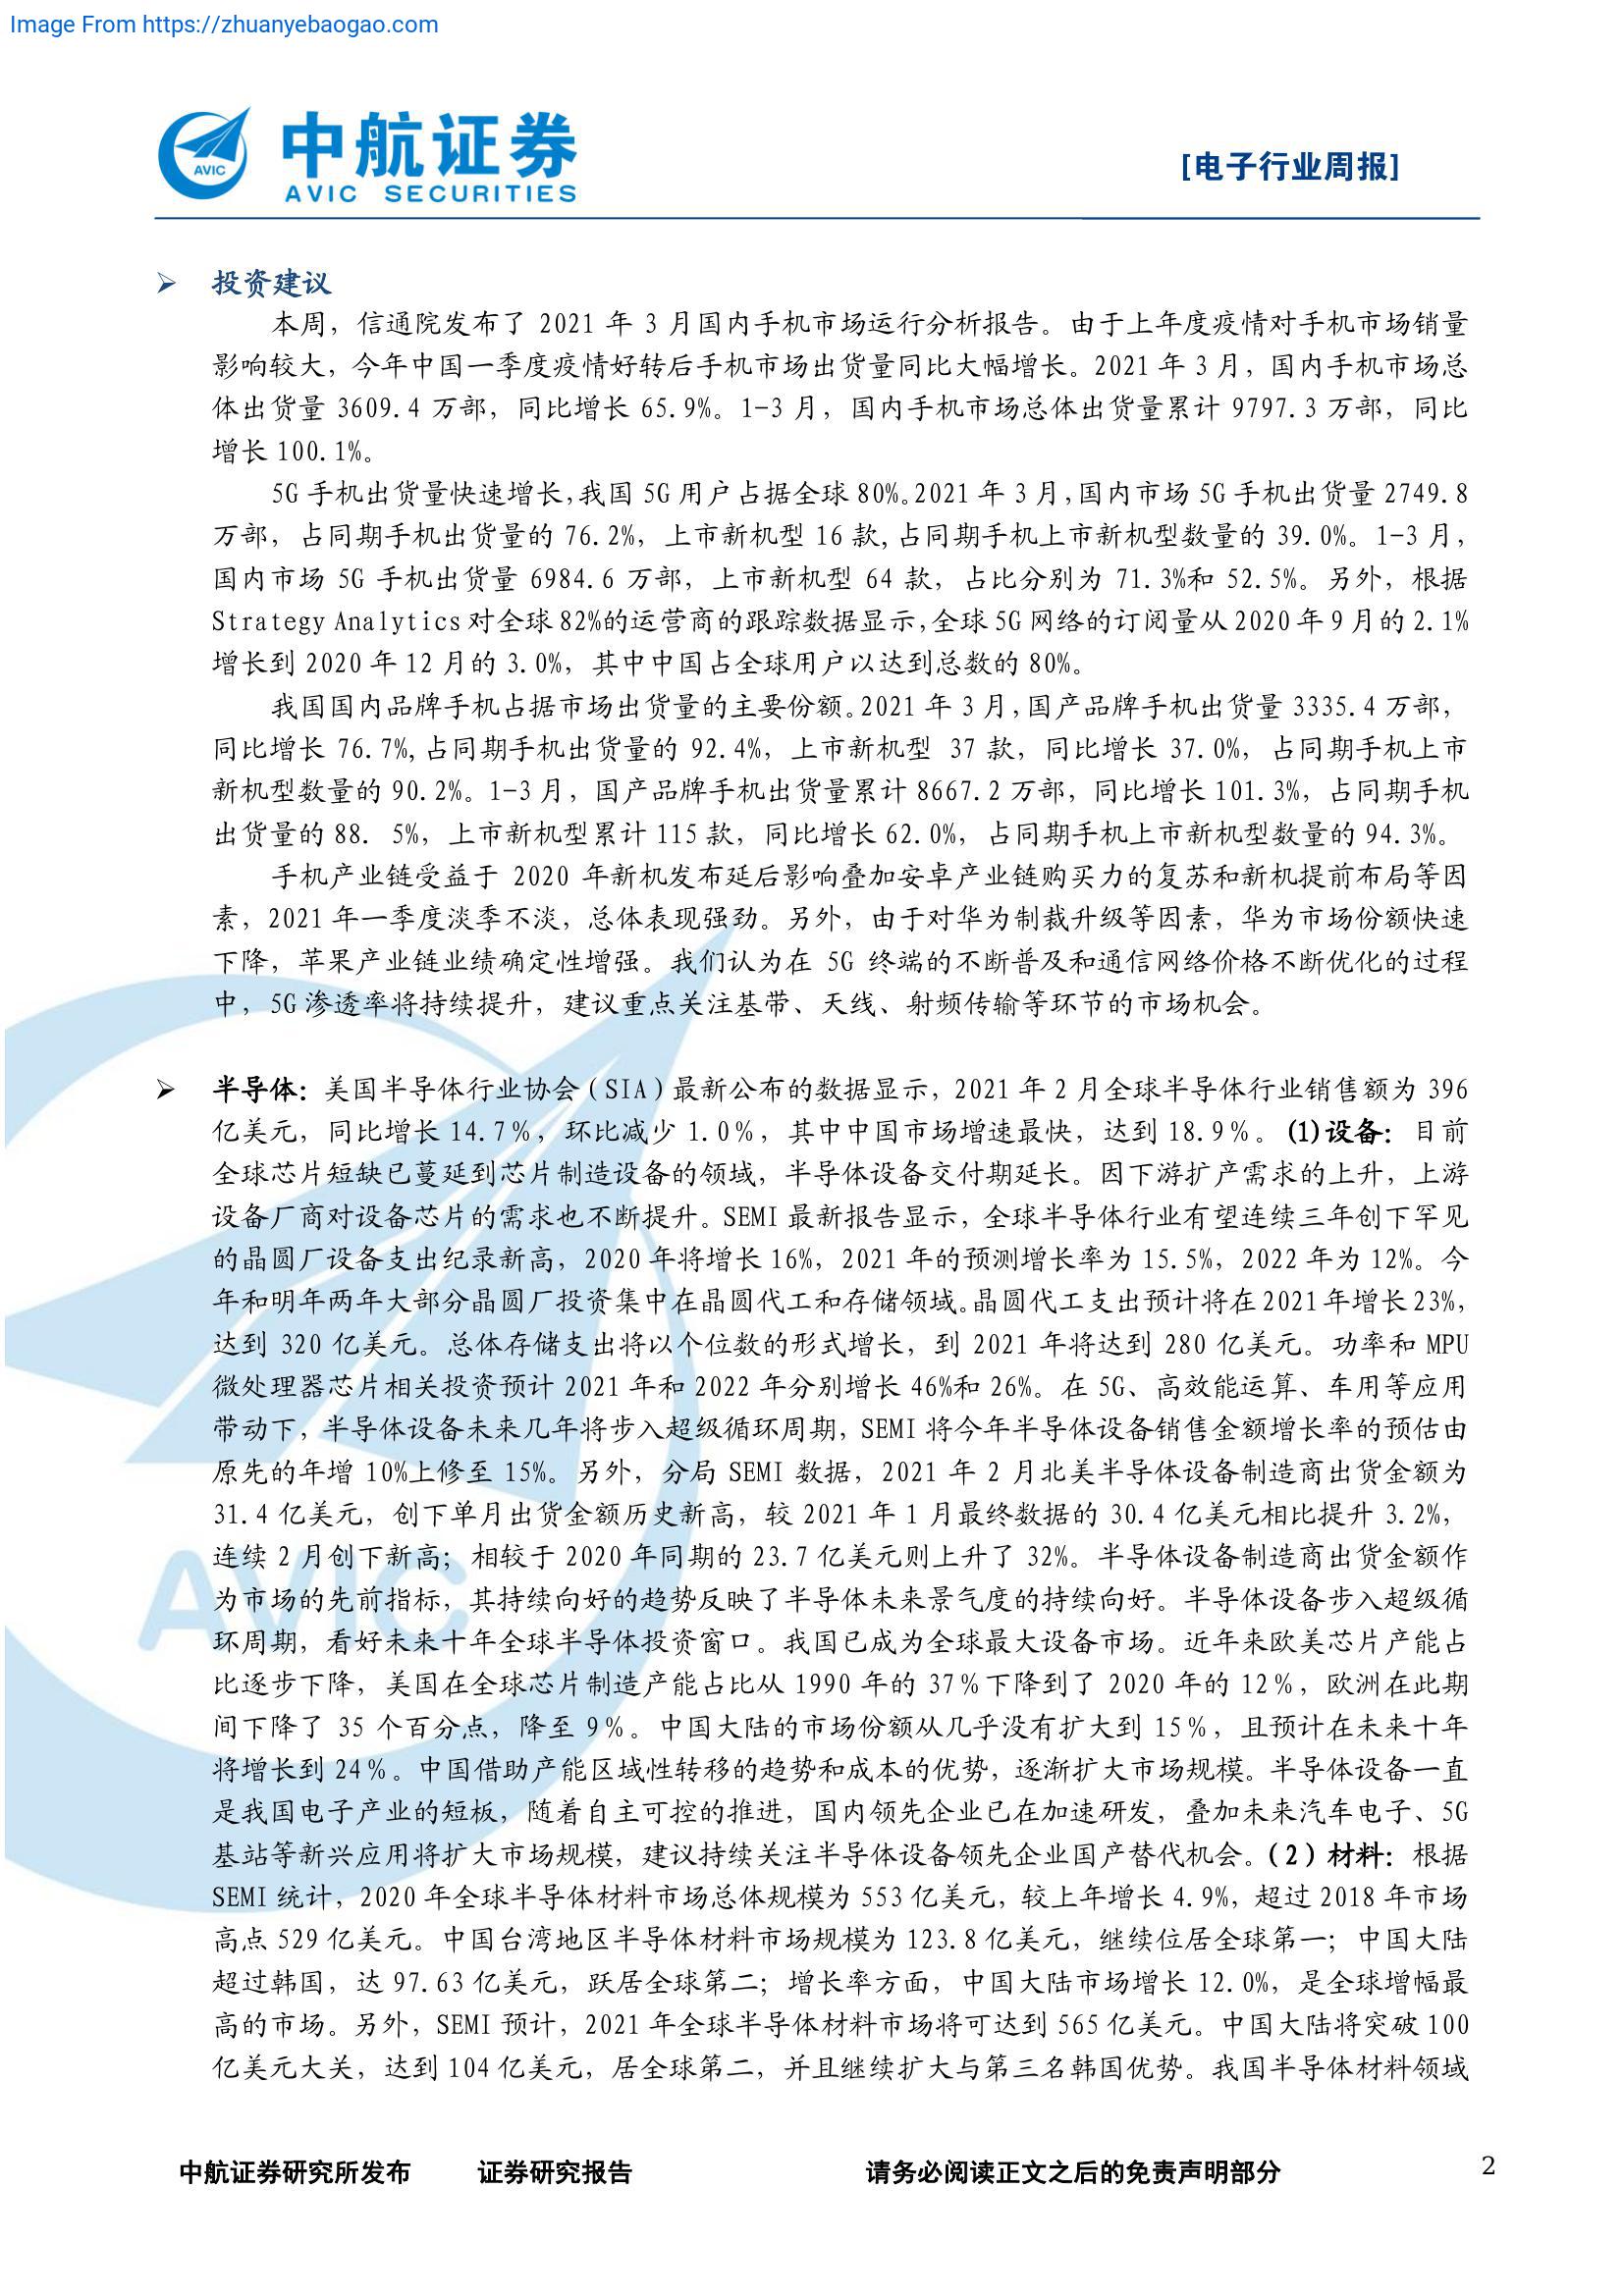 Image From https://zhuanyebaogao.com
中航证券
AVIC
AVIC SECURITIES
[电子行业周报]
➢ 投资建议
本周，信通院发布了 2021 年 3 月国内手机市场运行分析报告。由于上年度疫情对手机市场销量
影响较大，今年中国一季度疫情好转后手机市场出货量同比大幅增长。2021 年 3 月，国内手机市场总
体出货量 3609.4 万部，同比增长 65.9%。1-3 月，国内手机市场总体出货量累计 9797.3 万部，同比
增长 100.1%。
5G 手机出货量快速增长,我国 5G 用户占据全球 80%。2021 年 3 月,国内市场 5G 手机出货量 2749.8
万部，占同期手机出货量的 76.2%，上市新机型 16 款,占同期手机上市新机型数量的 39.0%。1-3 月，
国内市场 5G 手机出货量 6984.6 万部，上市新机型 64 款，占比分别为 71.3%和 52.5%。另外，根据
Strategy Analytics 对全球 82%的运营商的跟踪数据显示,全球 5G 网络的订阅量从 2020 年 9 月的 2.1%
增长到 2020 年 12 月的 3.0%，其中中国占全球用户以达到总数的 80%。
我国国内品牌手机占据市场出货量的主要份额。2021 年 3 月,国产品牌手机出货量 3335.4 万部，
同比增长 76.7%,占同期手机出货量的 92.4%，上市新机型 37 款，同比增长 37.0%，占同期手机上市
新机型数量的 90.2%。1-3 月，国产品牌手机出货量累计 8667.2 万部，同比增长 101.3%，占同期手机
出货量的 88. 5%，上市新机型累计 115 款，同比增长 62.0%，占同期手机上市新机型数量的 94.3%。
手机产业链受益于 2020 年新机发布延后影响叠加安卓产业链购买力的复苏和新机提前布局等因
素，2021 年一季度淡季不淡，总体表现强劲。另外，由于对华为制裁升级等因素，华为市场份额快速
下降，苹果产业链业绩确定性增强。我们认为在 5G 终端的不断普及和通信网络价格不断优化的过程
中，5G 渗透率将持续提升，建议重点关注基带、天线、射频传输等环节的市场机会。
➢ 半导体：美国半导体行业协会（SIA）最新公布的数据显示，2021 年 2 月全球半导体行业销售额为 396
亿美元，同比增长 14.7％，环比减少 1.0％，其中中国市场增速最快，达到 18.9％。(1)设备：目前
全球芯片短缺已蔓延到芯片制造设备的领域，半导体设备交付期延长。因下游扩产需求的上升，上游
设备厂商对设备芯片的需求也不断提升。SEMI 最新报告显示，全球半导体行业有望连续三年创下罕见
的晶圆厂设备支出纪录新高，2020 年将增长 16%，2021 年的预测增长率为 15.5%，2022 年为 12%。今
年和明年两年大部分晶圆厂投资集中在晶圆代工和存储领域。晶圆代工支出预计将在 2021 年增长 23%，
达到 320 亿美元。总体存储支出将以个位数的形式增长，到 2021 年将达到 280 亿美元。功率和 MPU
微处理器芯片相关投资预计 2021 年和 2022 年分别增长 46%和 26%。在 5G、高效能运算、车用等应用
带动下，半导体设备未来几年将步入超级循环周期，SEMI 将今年半导体设备销售金额增长率的预估由
原先的年增 10%上修至 15%。另外，分局 SEMI 数据，2021 年 2 月北美半导体设备制造商出货金额为
31.4 亿美元，创下单月出货金额历史新高，较 2021 年 1 月最终数据的 30.4 亿美元相比提升 3.2%，
连续 2 月创下新高；相较于 2020 年同期的 23.7 亿美元则上升了 32%。半导体设备制造商出货金额作
为市场的先前指标，其持续向好的趋势反映了半导体未来景气度的持续向好。半导体设备步入超级循
环周期，看好未来十年全球半导体投资窗口。我国已成为全球最大设备市场。近年来欧美芯片产能占
比逐步下降，美国在全球芯片制造产能占比从 1990 年的 37％下降到了 2020 年的 12％，欧洲在此期
间下降了 35 个百分点，降至 9％。中国大陆的市场份额从几乎没有扩大到 15％，且预计在未来十年
将增长到 24％。中国借助产能区域性转移的趋势和成本的优势，逐渐扩大市场规模。半导体设备一直
是我国电子产业的短板，随着自主可控的推进，国内领先企业已在加速研发，叠加未来汽车电子、5G
基站等新兴应用将扩大市场规模，建议持续关注半导体设备领先企业国产替代机会。（2）材料：根据
SEMI 统计，2020 年全球半导体材料市场总体规模为 553 亿美元，较上年增长 4.9%，超过 2018 年市场
高点 529 亿美元。中国台湾地区半导体材料市场规模为 123.8 亿美元，继续位居全球第一；中国大陆
超过韩国，达 97.63 亿美元，跃居全球第二；增长率方面，中国大陆市场增长 12.0%，是全球增幅最
高的市场。另外，SEMI 预计，2021 年全球半导体材料市场将可达到 565 亿美元。中国大陆将突破 100
亿美元大关，达到 104 亿美元，居全球第二，并且继续扩大与第三名韩国优势。我国半导体材料领域
AVIC
中航证券研究所发布 证券研究报告 请务必阅读正文之后的免责声明部分 2